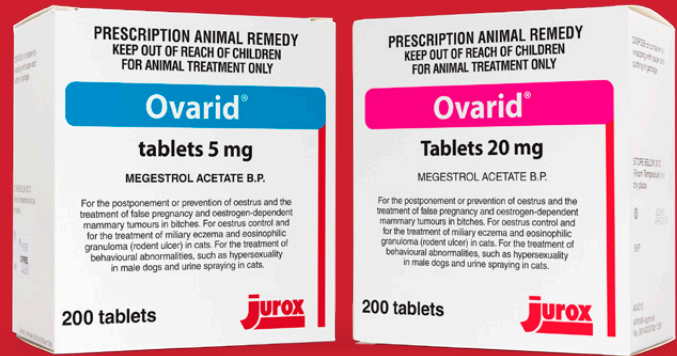 PRESCRIPTION ANIMAL REMEDY
KEEP OUT OF REACH OF CHILDREN
FOR ANIMAL TREATMENT ONLY
Ovarid®
tablets 5 mg
MEGESTROL ACETATE B.P.
For the postponement or prevention of oestrus and the
treatment of false pregnancy and oestrogen-dependent
mammary tumours in bitches. For oestrus control and
for the treatment of miliary eczema and eosinophilic
granuloma (rodent ulcer) in cats. For the treatment of
behavioural abnormalities, such as hypersexuality
in male dogs and urine spraying in cats.
200 tablets
jurox
PRESCRIPTION ANIMAL REMEDY
KEEP OUT OF REACH OF CHILDREN
FOR ANIMAL TREATMENT ONLY
Ovarid®
Tablets 20 mg
MEGESTROL ACETATE B.P.
For the postponement or prevention of oestrus and the
treatment of false pregnancy and oestrogen-dependent
mammary tumours in bitches. For oestrus control and
for the treatment of miliary eczema and eosinophilic
granuloma (rodent ulcer) in cats. For the treatment of
behavioural abnormalities, such as hypersexuality
in male dogs and urine spraying in cats.
200 tablets
jurox